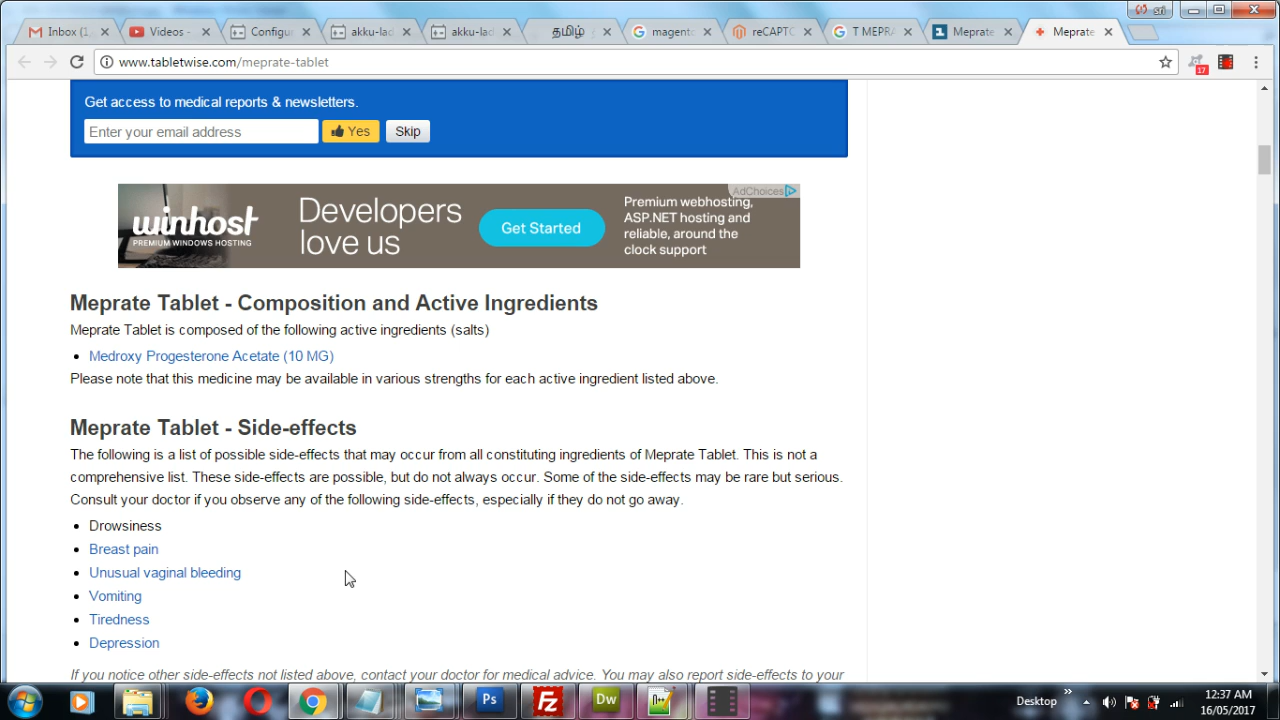 sri
Inbox (1
Videos -
Configu
akku-lad
akku-lad
தமிழ்
magento
reCAPTC
T MEPRA
Meprate
Meprate
www.tabletwise.com/meprate-tablet
17
Get access to medical reports & newsletters.
Enter your email address
Yes
Skip
AdChoices
winhost
PREMIUM WINDOWS HOSTING
Developers
love us
Get Started
Premium webhosting,
ASP.NET hosting and
reliable, around the
clock support
Meprate Tablet - Composition and Active Ingredients
Meprate Tablet is composed of the following active ingredients (salts)
Medroxy Progesterone Acetate (10 MG)
Please note that this medicine may be available in various strengths for each active ingredient listed above.
Meprate Tablet - Side-effects
The following is a list of possible side-effects that may occur from all constituting ingredients of Meprate Tablet. This is not a
comprehensive list. These side-effects are possible, but do not always occur. Some of the side-effects may be rare but serious.
Consult your doctor if you observe any of the following side-effects, especially if they do not go away.
Drowsiness
Breast pain
Unusual vaginal bleeding
Vomiting
Tiredness
Depression
If you notice other side-effects not listed above, contact your doctor for medical advice. You may also report side-effects to your
Ps
Fz
Dw
Desktop
12:37 AM
16/05/2017